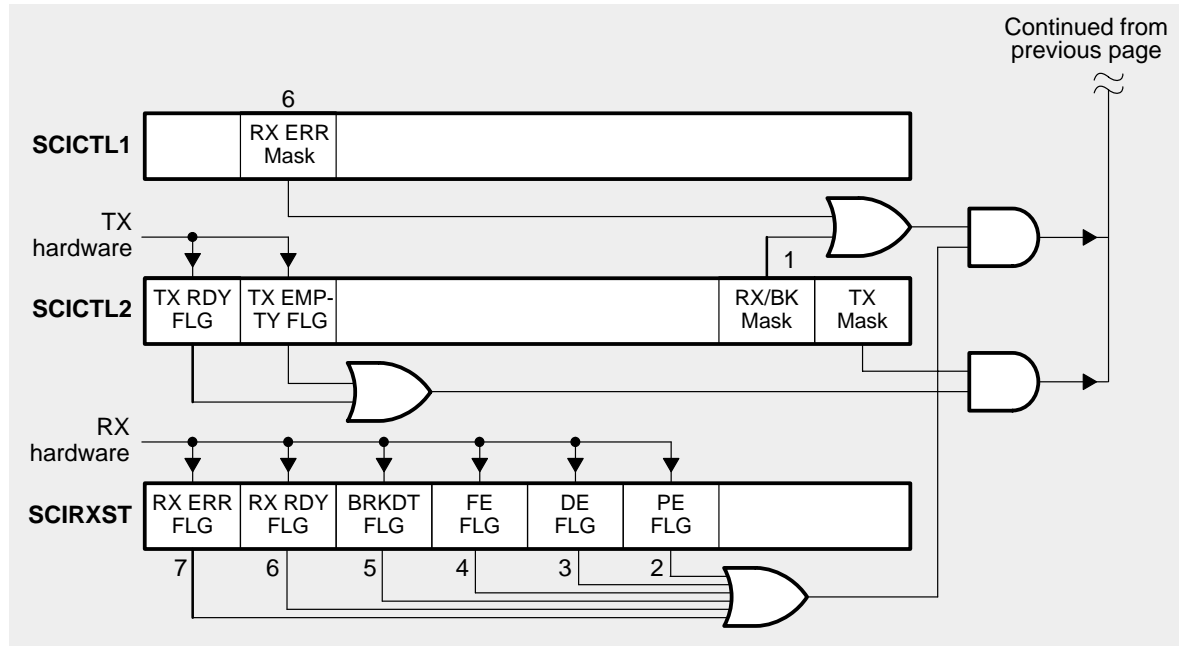 Continued from
previous page
6
SCICTL1
RX ERR
Mask
TX
hardware
1
SCICTL2
TX RDY
FLG
TX EMP-
TY FLG
RX/BK
Mask
TX
Mask
RX
hardware
SCIRXST
RX ERR
FLG
RX RDY
FLG
BRKDT
FLG
FE
FLG
DE
FLG
PE
FLG
7
6
5
4
3
2